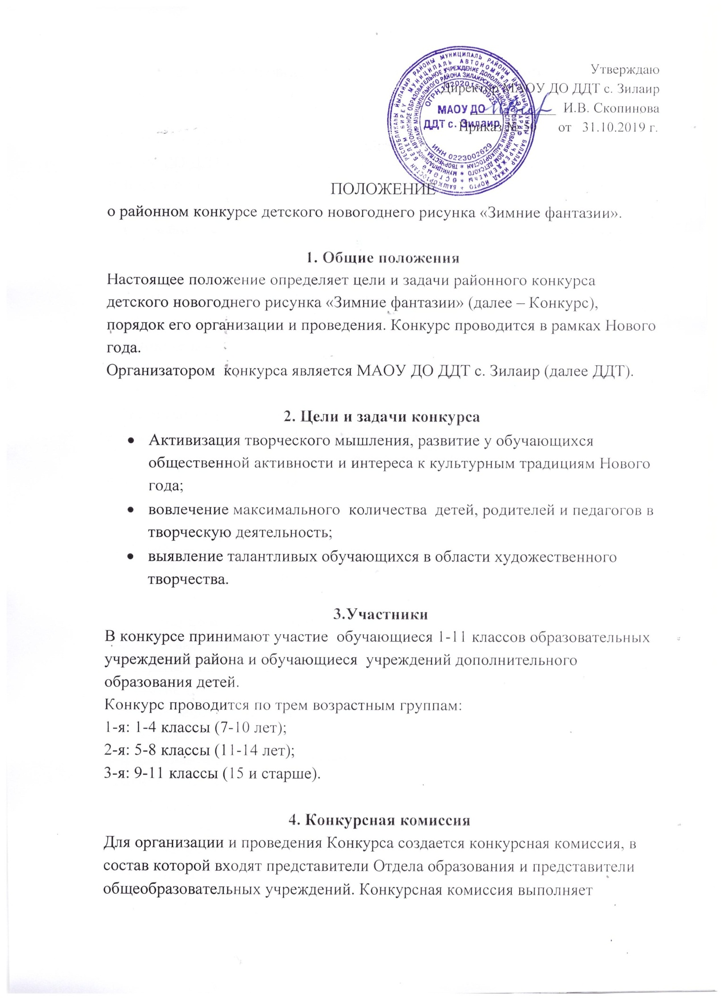 Утверждаю
Директор МАОУ ДО ДДТ с. Зилаир
И.В. Скопинова
Приказ № 50 от 31.10.2019 г.
МАОУ ДО
ДДТ с. Зилаир
ИНН 0223002629
ПОЛОЖЕНИЕ
о районном конкурсе детского новогоднего рисунка «Зимние фантазии».
1. Общие положения
Настоящее положение определяет цели и задачи районного конкурса
детского новогоднего рисунка «Зимние фантазии» (далее – Конкурс),
порядок его организации и проведения. Конкурс проводится в рамках Нового
года.
Организатором конкурса является МАОУ ДО ДДТ с. Зилаир (далее ДДТ).
2. Цели и задачи конкурса
• Активизация творческого мышления, развитие у обучающихся
общественной активности и интереса к культурным традициям Нового
года;
• вовлечение максимального количества детей, родителей и педагогов в
творческую деятельность;
• выявление талантливых обучающихся в области художественного
творчества.
3.Участники
В конкурсе принимают участие обучающиеся 1-11 классов образовательных
учреждений района и обучающиеся учреждений дополнительного
образования детей.
Конкурс проводится по трем возрастным группам:
1-я: 1-4 классы (7-10 лет);
2-я: 5-8 классы (11-14 лет);
3-я: 9-11 классы (15 и старше).
4. Конкурсная комиссия
Для организации и проведения Конкурса создается конкурсная комиссия, в
состав которой входят представители Отдела образования и представители
общеобразовательных учреждений. Конкурсная комиссия выполняет